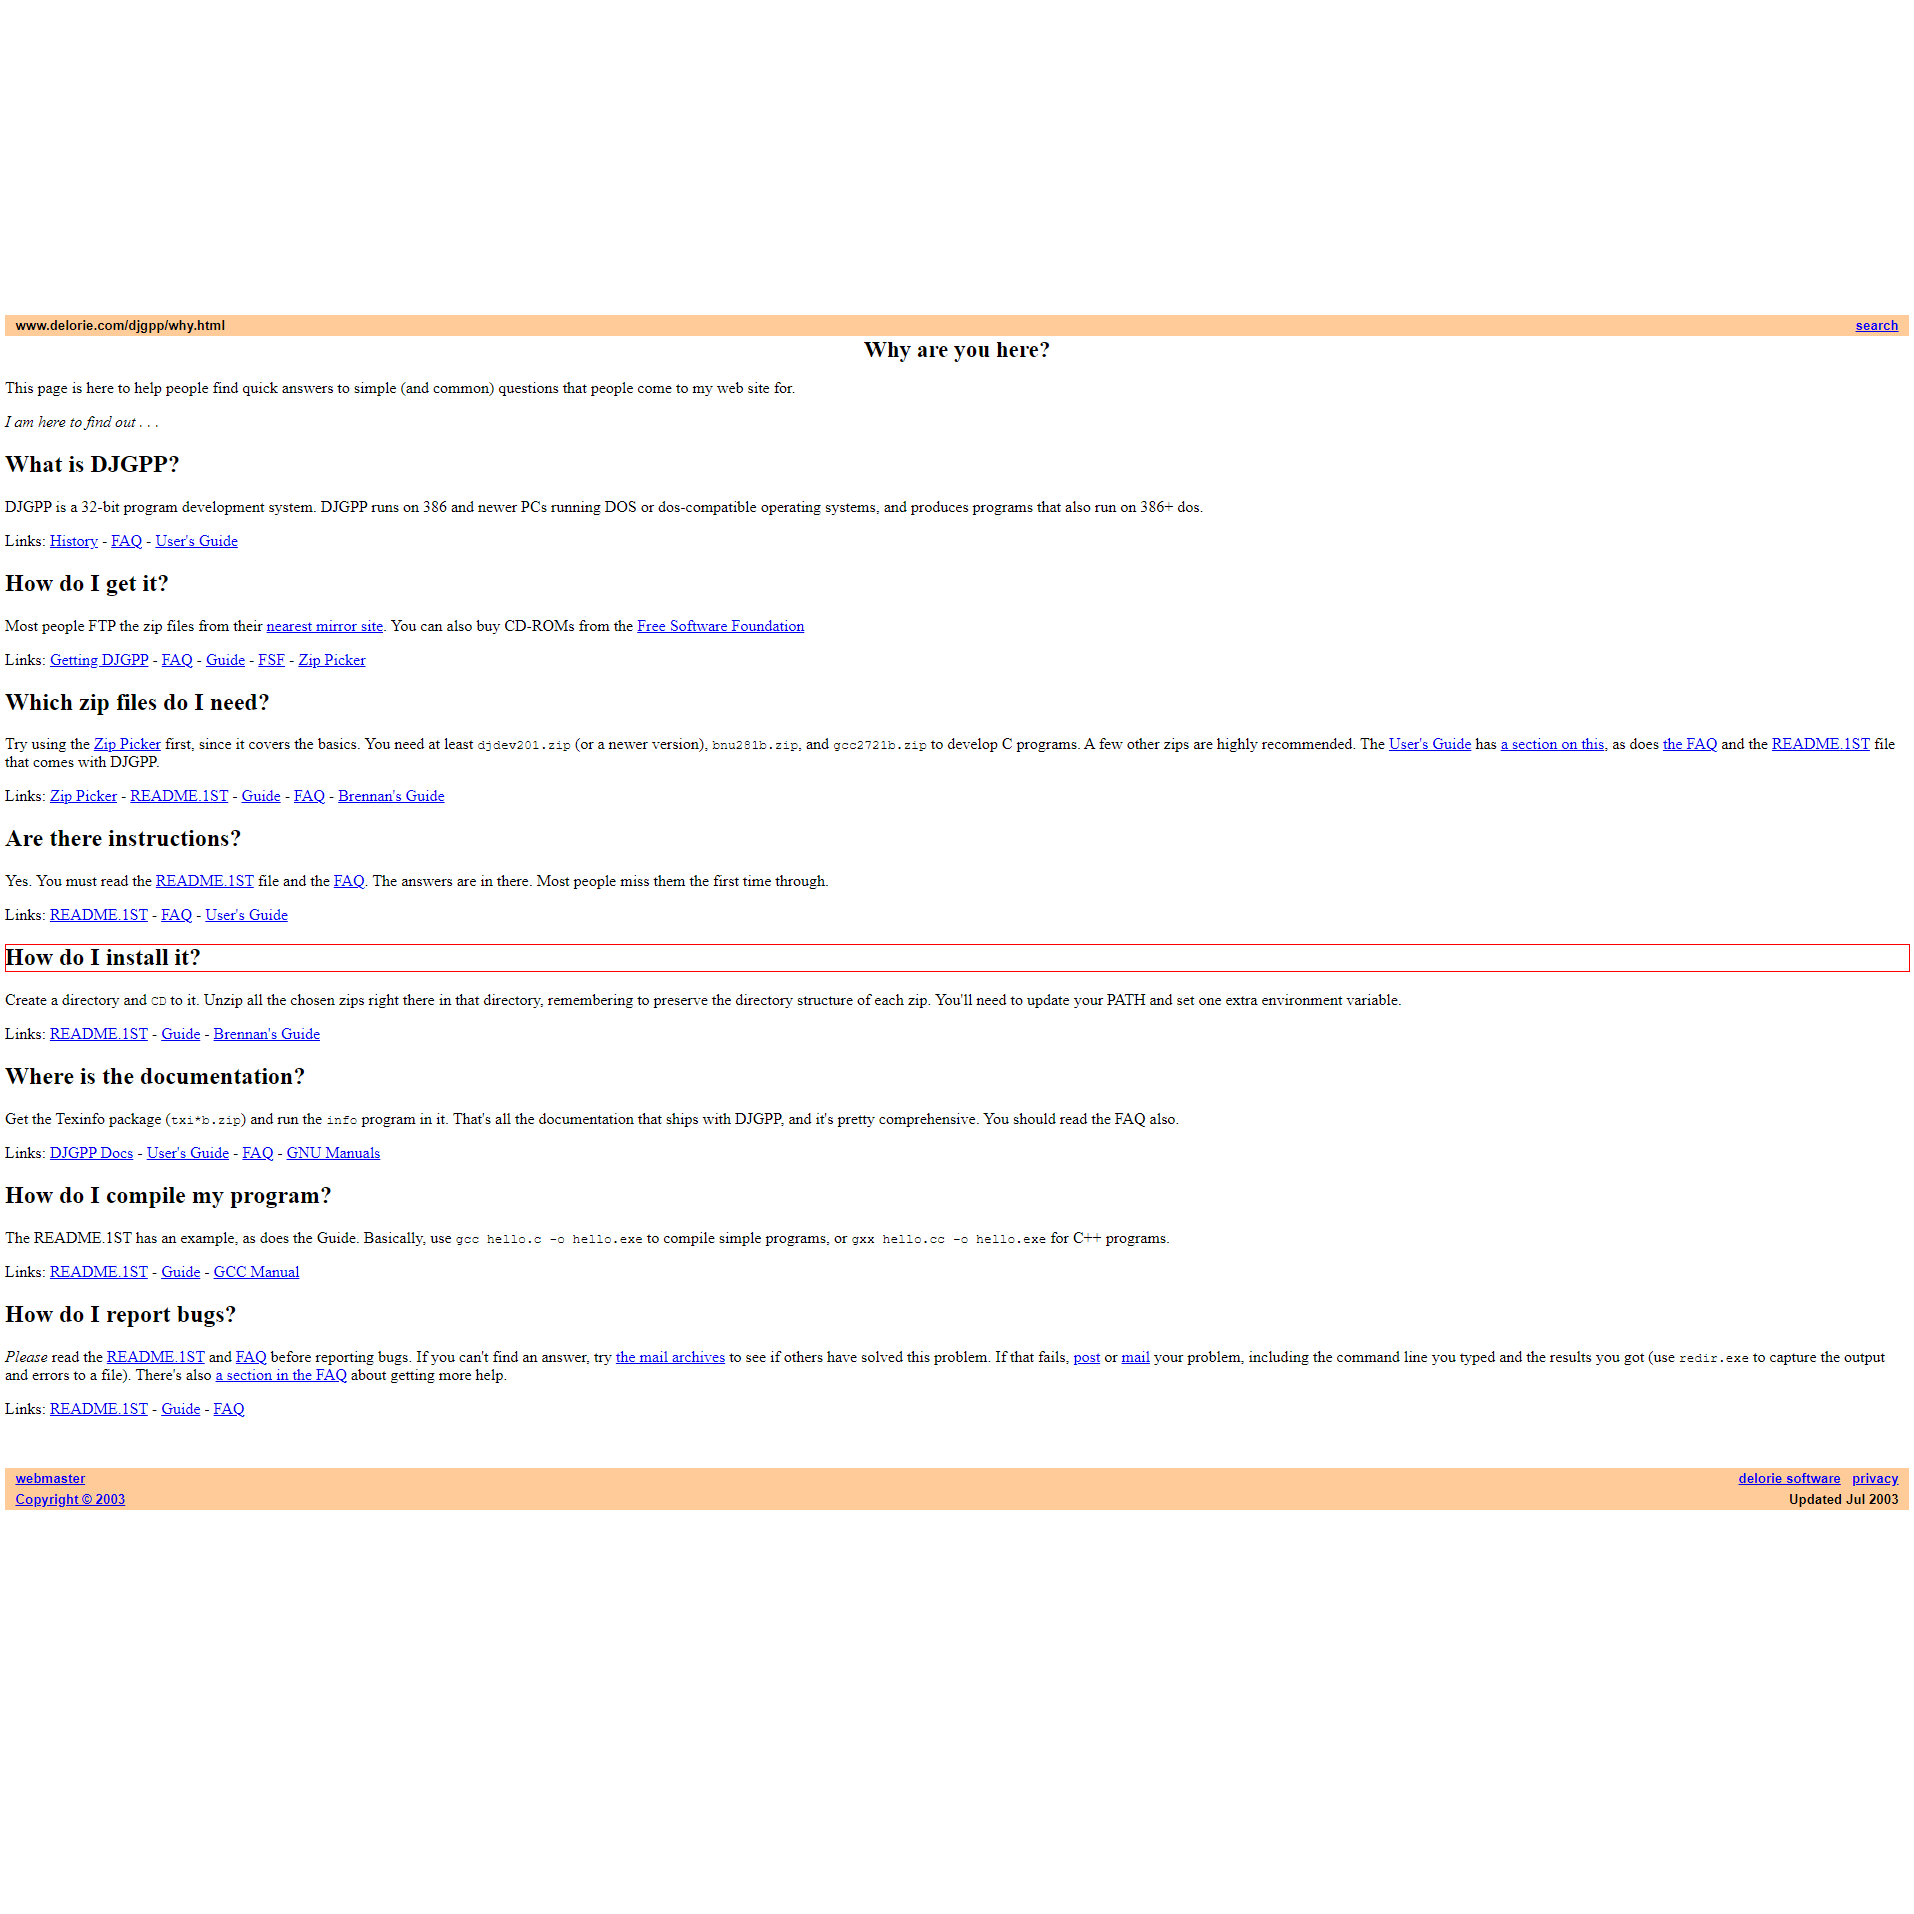 www.delorie.com/djgpp/why.html search
Why are you here?
This page is here to help people find quick answers to simple (and common) questions that people come to my web site for.
I am here to find out . . .
What is DJGPP?
DJGPP is a 32-bit program development system. DJGPP runs on 386 and newer PCs running DOS or dos-compatible operating systems, and produces programs that also run on 386+ dos.
Links: History - FAQ - User's Guide
How do I get it?
Most people FTP the zip files from their nearest mirror site. You can also buy CD-ROMs from the Free Software Foundation
Links: Getting DJGPP - FAQ - Guide - FSF - Zip Picker
Which zip files do I need?
Try using the Zip Picker first, since it covers the basics. You need at least djdev201.zip (or a newer version), bnu281b.zip, and gcc2721b.zip to develop C programs. A few other zips are highly recommended. The User's Guide has a section on this, as does the FAQ and the README.1ST file
that comes with DJGPP.
Links: Zip Picker - README.1ST - Guide - FAQ - Brennan's Guide
Are there instructions?
Yes. You must read the README.1ST file and the FAQ. The answers are in there. Most people miss them the first time through.
Links: README.1ST - FAQ - User's Guide
How do I install it?
Create a directory and CD to it. Unzip all the chosen zips right there in that directory, remembering to preserve the directory structure of each zip. You'll need to update your PATH and set one extra environment variable.
Links: README.1ST - Guide - Brennan's Guide
Where is the documentation?
Get the Texinfo package (txi*b.zip) and run the info program in it. That's all the documentation that ships with DJGPP, and it's pretty comprehensive. You should read the FAQ also.
Links: DJGPP Docs - User's Guide - FAQ - GNU Manuals
How do I compile my program?
The README.1ST has an example, as does the Guide. Basically, use gcc hello.c -o hello.exe to compile simple programs, or gxx hello.cc -o hello.exe for C++ programs.
Links: README.1ST - Guide - GCC Manual
How do I report bugs?
Please read the README.1ST and FAQ before reporting bugs. If you can't find an answer, try the mail archives to see if others have solved this problem. If that fails, post or mail your problem, including the command line you typed and the results you got (use redir.exe to capture the output
and errors to a file). There's also a section in the FAQ about getting more help.
Links: README.1ST - Guide - FAQ
webmaster delorie software privacy
Copyright © 2003 Updated Jul 2003